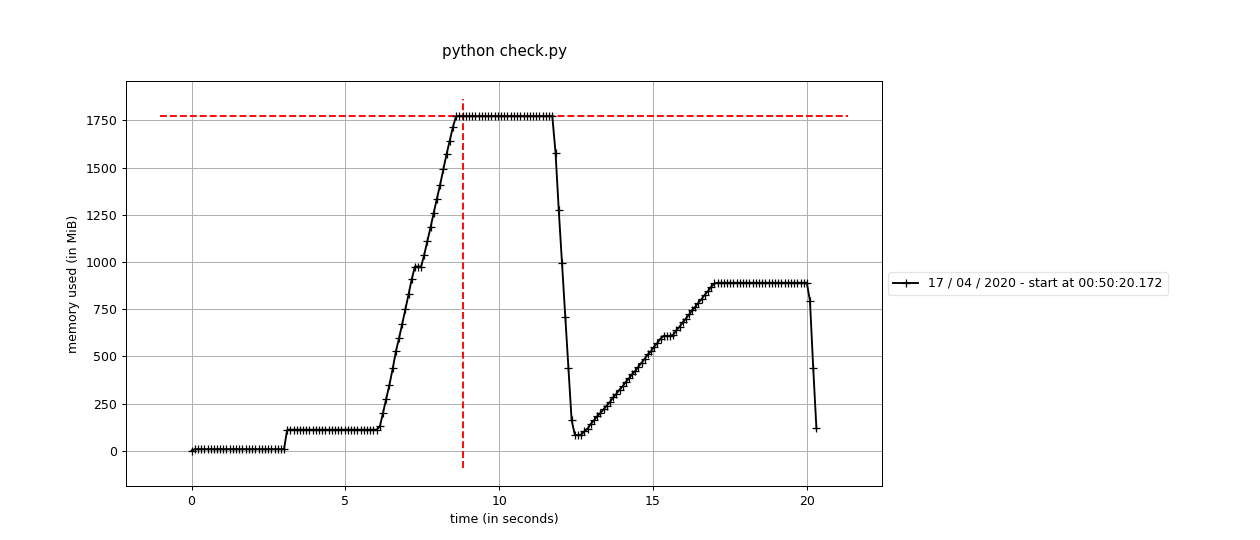 python check.py
memory used (in MiB)
1750
1500
1250
1000
750
500
250
0
0 5 10 15 20
time (in seconds)
17 / 04 / 2020 - start at 00:50:20.172